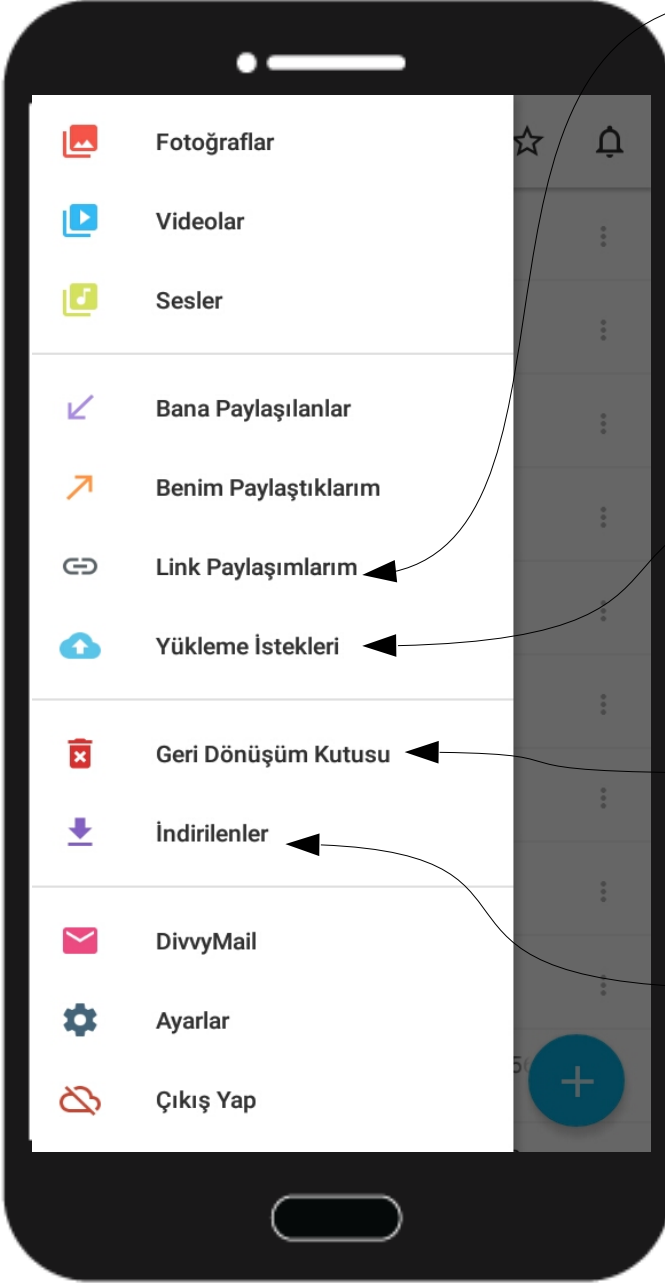 Fotoğraflar
Videolar
Sesler
Bana Paylaşılanlar
Benim Paylaştıklarım
Link Paylaşımlarım
Yükleme İstekleri
Geri Dönüşüm Kutusu
İndirilenler
DivvyMail
Ayarlar
Çıkış Yap